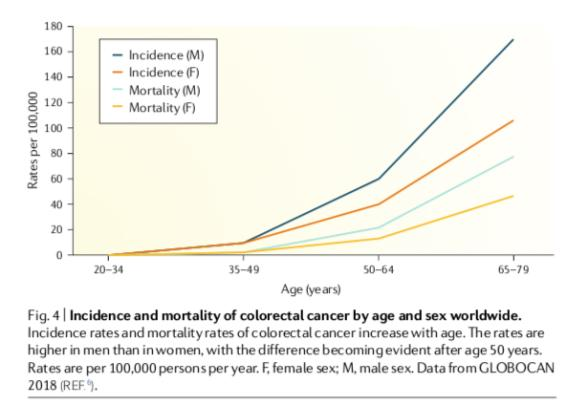 180
160
140
120
100
80
60
40
20
0
Rates per 100,000
Incidence (M)
Incidence (F)
Mortality (M)
Mortality (F)
20–34
35–49
50–64
65–79
Age (years)
Fig. 4 | Incidence and mortality of colorectal cancer by age and sex worldwide.
Incidence rates and mortality rates of colorectal cancer increase with age. The rates are
higher in men than in women, with the difference becoming evident after age 50 years.
Rates are per 100,000 persons per year. F, female sex; M, male sex. Data from GLOBOCAN
2018 (REF.⁶).